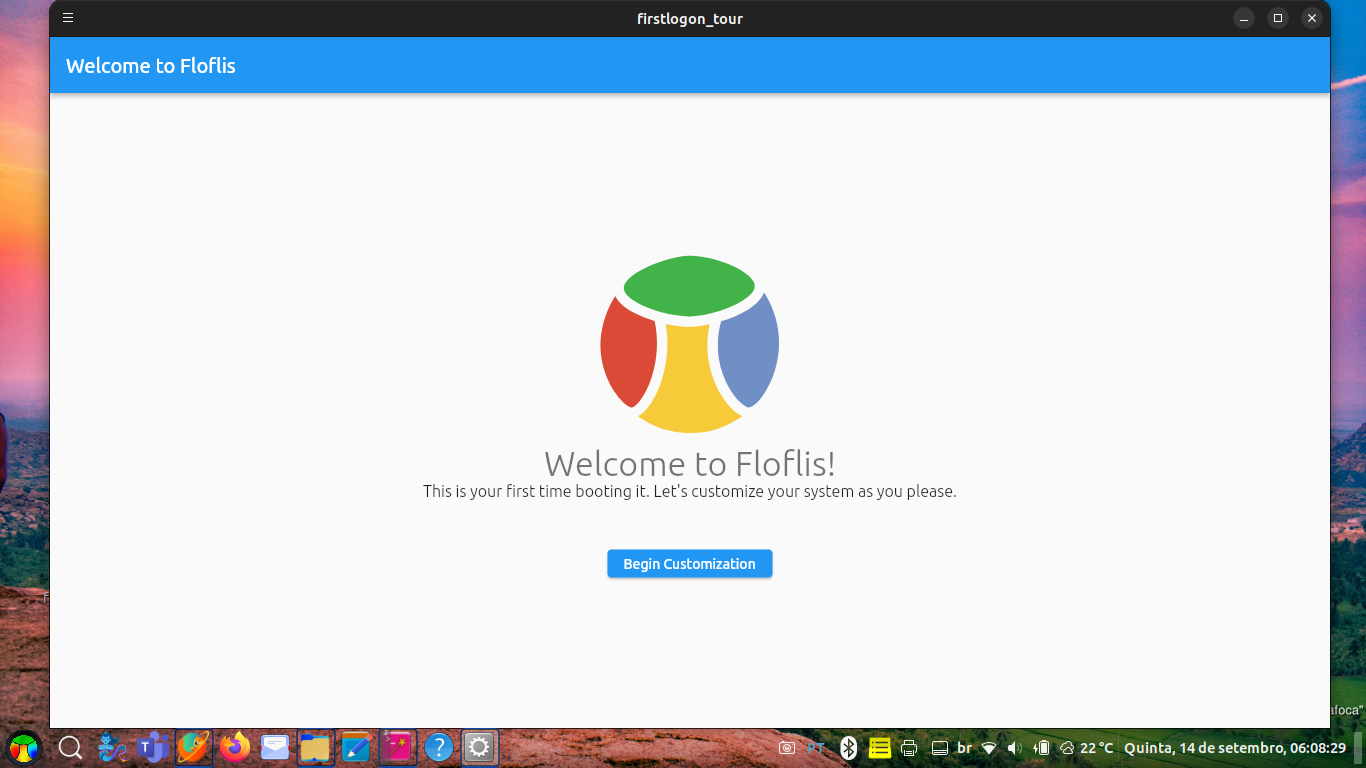 firstlogon_tour
Welcome to Floflis
Welcome to Floflis!
This is your first time booting it. Let's customize your system as you please.
Begin Customization
afoca"
PT
br
22 °C
Quinta, 14 de setembro, 06:08:29